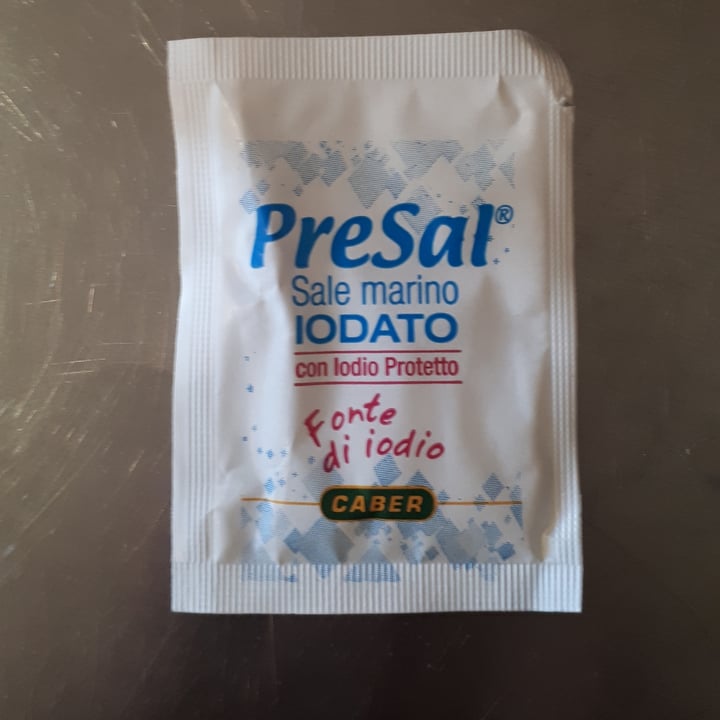 PreSal®
Sale marino
IODATO
con Iodio Protetto
Fonte
di iodio
CABER